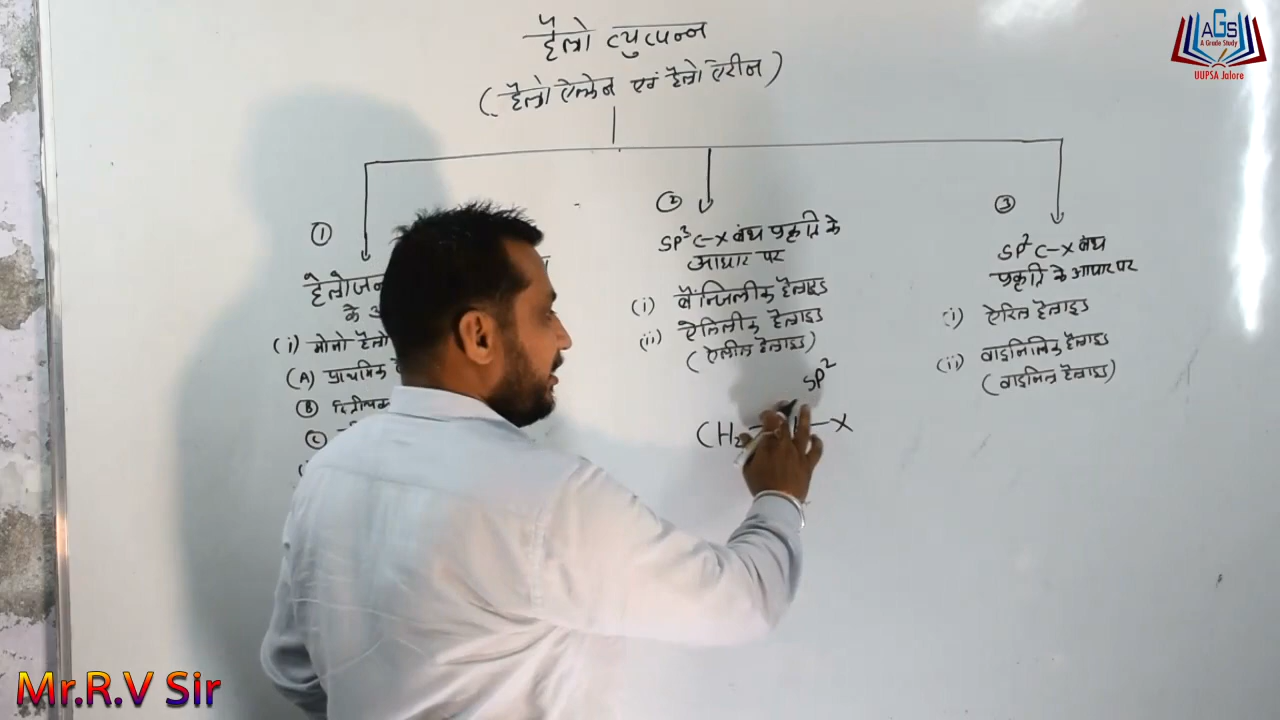 हैलो व्युत्पन्न
(हैलो ऐल्केन एवं हैलो ऐरीन)
①
हैलोजन
के
(i) मोनो हैलो
(A) प्राथमिक
Ⓑ द्वितीयक
Ⓒ
②
SP³ C-X बंध प्रकृति के
आधार पर
(i) बैंन्जिलीक हैलाइड
(ii) ऐलिलीक हैलाइड
(ऐलील हैलाइड)
SP²
CH₂ -X
③
SP² C-X बंध
प्रकृति के आधार पर
(i) ऐरिल हैलाइड
(ii) वाइनिलिक हैलाइड
(वाइनिल हैलाइड)
AGS
A Grade Study
UUPSA Jalore
Mr.R.V Sir